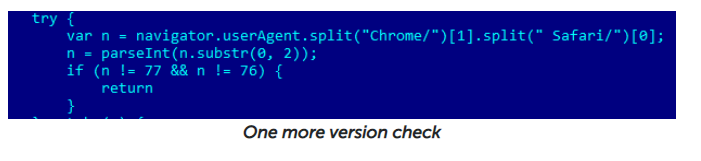 try {
var n = navigator.userAgent.split("Chrome/")[1].split(" Safari/")[0];
n = parseInt(n.substr(0, 2));
if (n != 77 && n != 76) {
return
}
One more version check